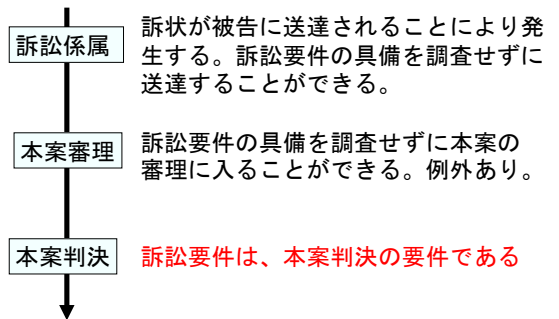 訴訟係属
訴状が被告に送達されることにより発
生する。訴訟要件の具備を調査せずに
送達することができる。
本案審理
訴訟要件の具備を調査せずに本案の
審理に入ることができる。例外あり。
本案判決
訴訟要件は、本案判決の要件である